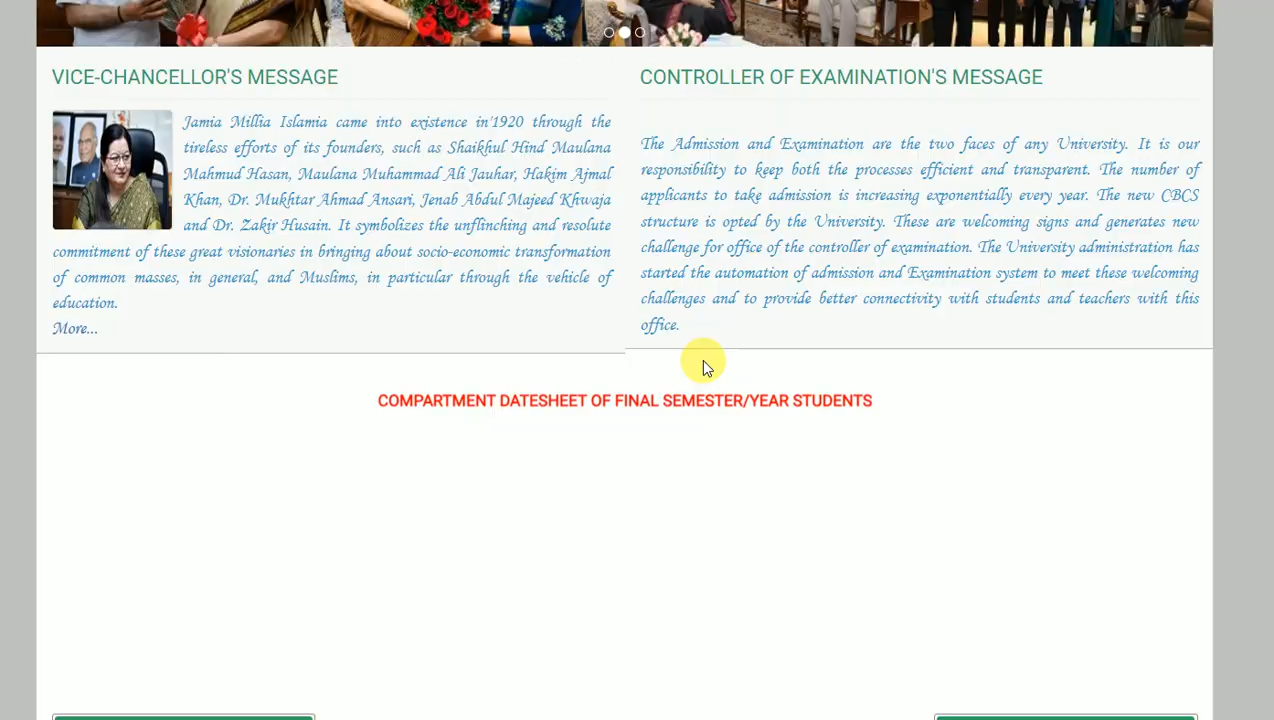 VICE-CHANCELLOR'S MESSAGE
Jamia Millia Islamia came into existence in'1920 through the
tireless efforts of its founders, such as Shaikhul Hind Maulana
Mahmud Hasan, Maulana Muhammad Ali Jauhar, Hakim Ajmal
Khan, Dr. Mukhtar Ahmad Ansari, Jenab Abdul Majeed Khwaja
and Dr. Zakir Husain. It symbolizes the unflinching and resolute
commitment of these great visionaries in bringing about socio-economic transformation
of common masses, in general, and Muslims, in particular through the vehicle of
education.
More...
CONTROLLER OF EXAMINATION'S MESSAGE
The Admission and Examination are the two faces of any University. It is our
responsibility to keep both the processes efficient and transparent. The number of
applicants to take admission is increasing exponentially every year. The new CBCS
structure is opted by the University. These are welcoming signs and generates new
challenge for office of the controller of examination. The University administration has
started the automation of admission and Examination system to meet these welcoming
challenges and to provide better connectivity with students and teachers with this
office.
COMPARTMENT DATESHEET OF FINAL SEMESTER/YEAR STUDENTS